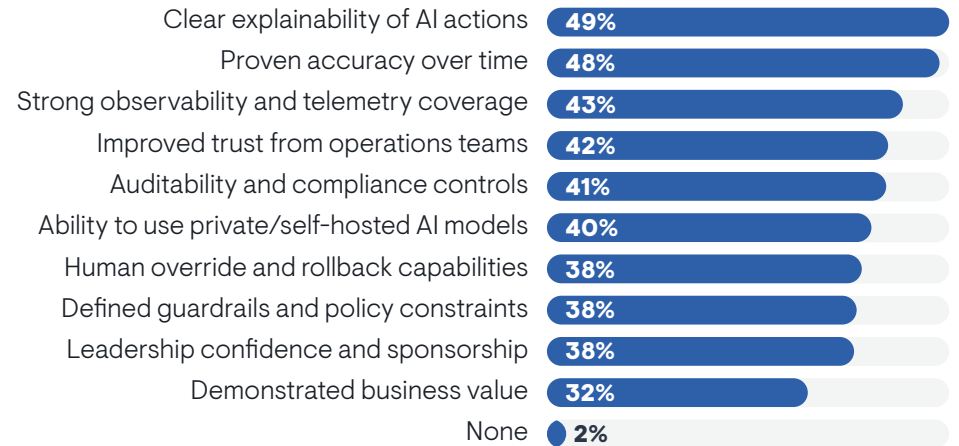 Clear explainability of AI actions 49%
Proven accuracy over time 48%
Strong observability and telemetry coverage 43%
Improved trust from operations teams 42%
Auditability and compliance controls 41%
Ability to use private/self-hosted AI models 40%
Human override and rollback capabilities 38%
Defined guardrails and policy constraints 38%
Leadership confidence and sponsorship 38%
Demonstrated business value 32%
None 2%